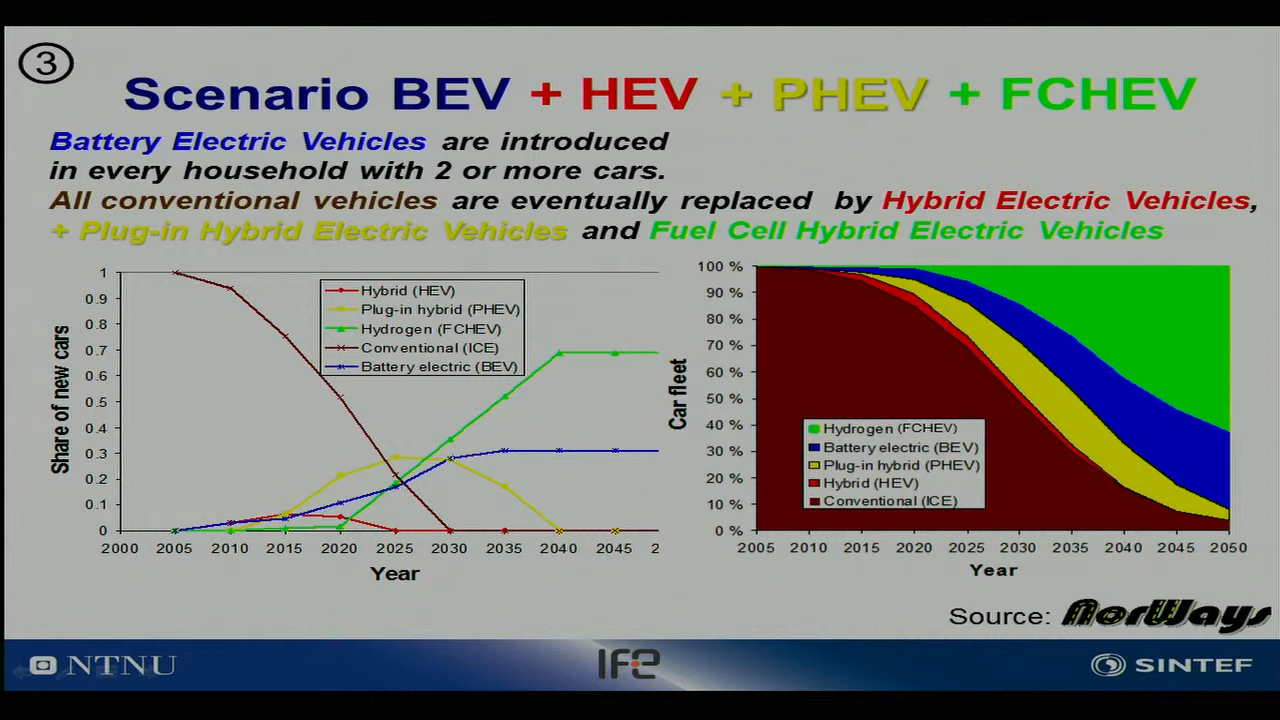 3
Scenario BEV + HEV + PHEV + FCHEV
Battery Electric Vehicles are introduced
in every household with 2 or more cars.
All conventional vehicles are eventually replaced by Hybrid Electric Vehicles,
+ Plug-in Hybrid Electric Vehicles and Fuel Cell Hybrid Electric Vehicles
Share of new cars
1
0.9
0.8
0.7
0.6
0.5
0.4
0.3
0.2
0.1
0
Hybrid (HEV)
Plug-in hybrid (PHEV)
Hydrogen (FCHEV)
Conventional (ICE)
Battery electric (BEV)
2000 2005 2010 2015 2020 2025 2030 2035 2040 2045 2
Year
Car fleet
100 %
90 %
80 %
70 %
60 %
50 %
40 %
30 %
20 %
10 %
0 %
Hydrogen (FCHEV)
Battery electric (BEV)
Plug-in hybrid (PHEV)
Hybrid (HEV)
Conventional (ICE)
2005 2010 2015 2020 2025 2030 2035 2040 2045 2050
Year
Source: NorWays
NTNU IFE SINTEF